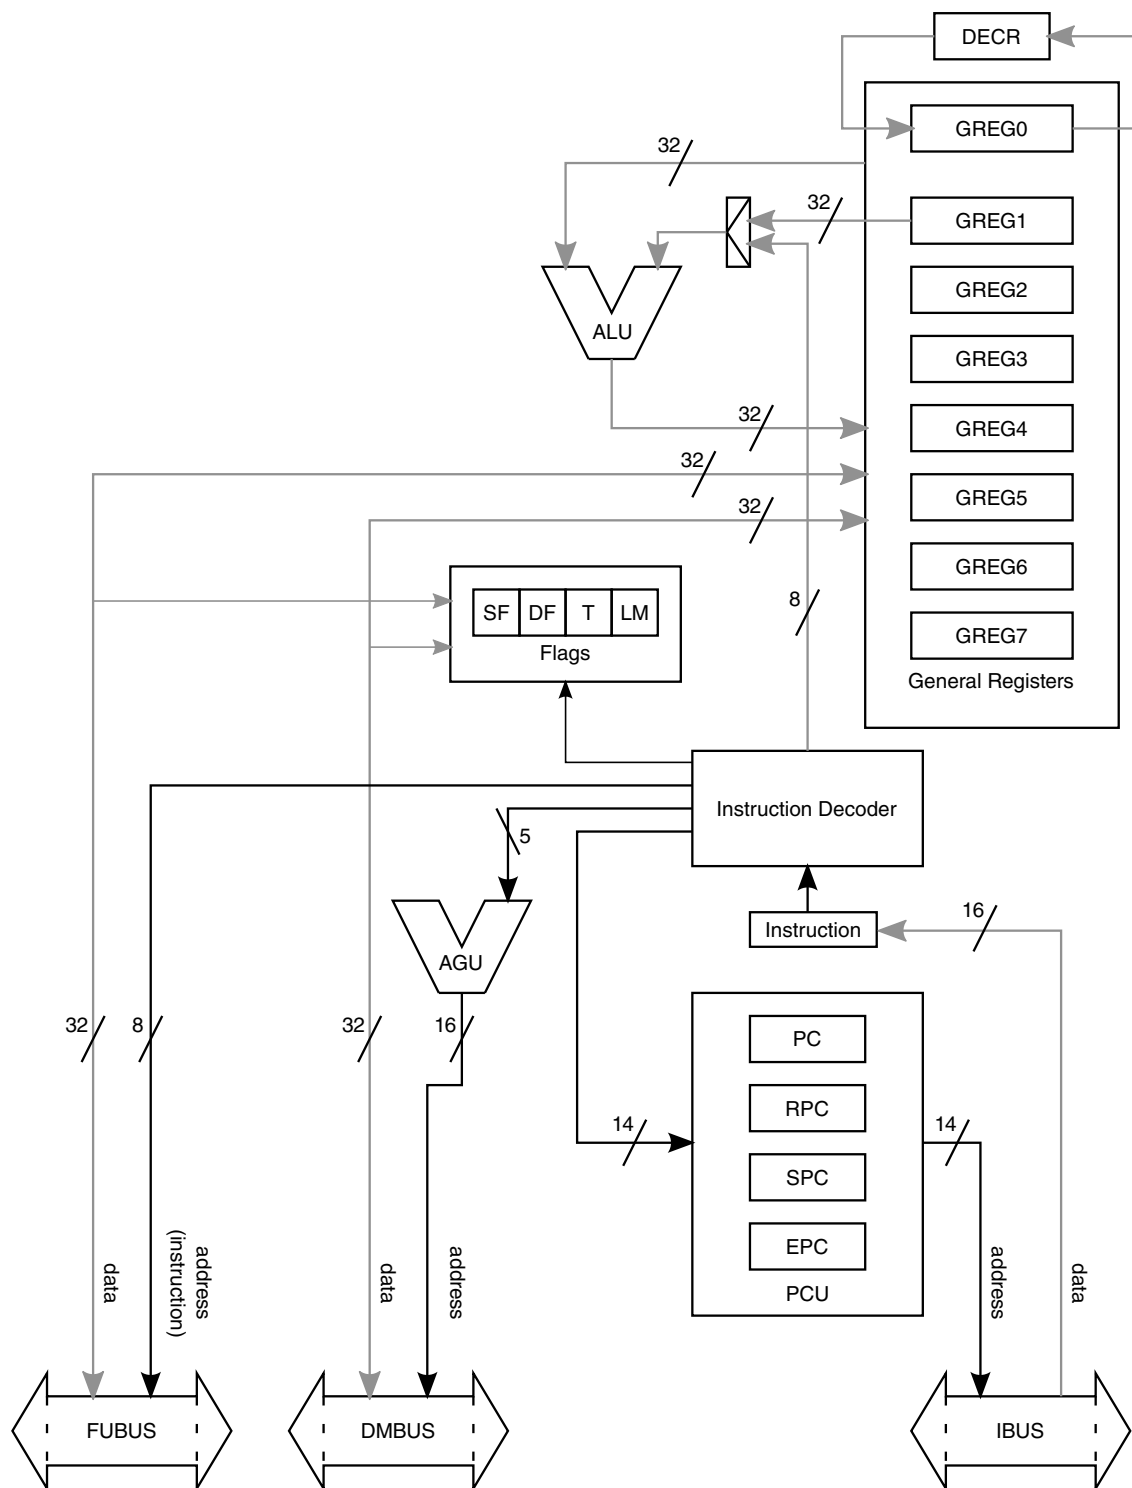 DECR
GREG0
32
32
GREG1
GREG2
ALU
GREG3
32
GREG4
32
GREG5
32
GREG6
8
SF DF T LM
GREG7
Flags
General Registers
Instruction Decoder
5
16
Instruction
AGU
32
8
32
16
PC
RPC
14
14
SPC
EPC
PCU
data
address
(instruction)
data
address
address
data
FUBUS
DMBUS
IBUS